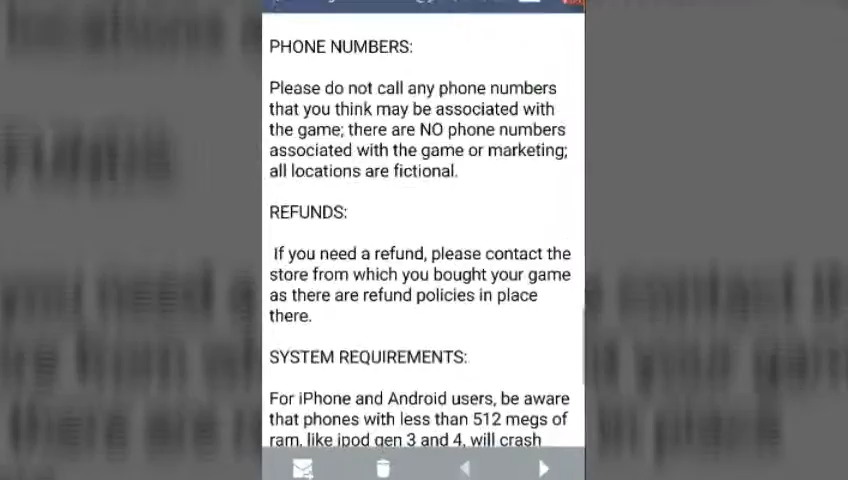 PHONE NUMBERS:
Please do not call any phone numbers
that you think may be associated with
the game; there are NO phone numbers
associated with the game or marketing;
all locations are fictional.
REFUNDS:
If you need a refund, please contact the
store from which you bought your game
as there are refund policies in place
there.
SYSTEM REQUIREMENTS:
For iPhone and Android users, be aware
that phones with less than 512 megs of
ram, like ipod gen 3 and 4, will crash